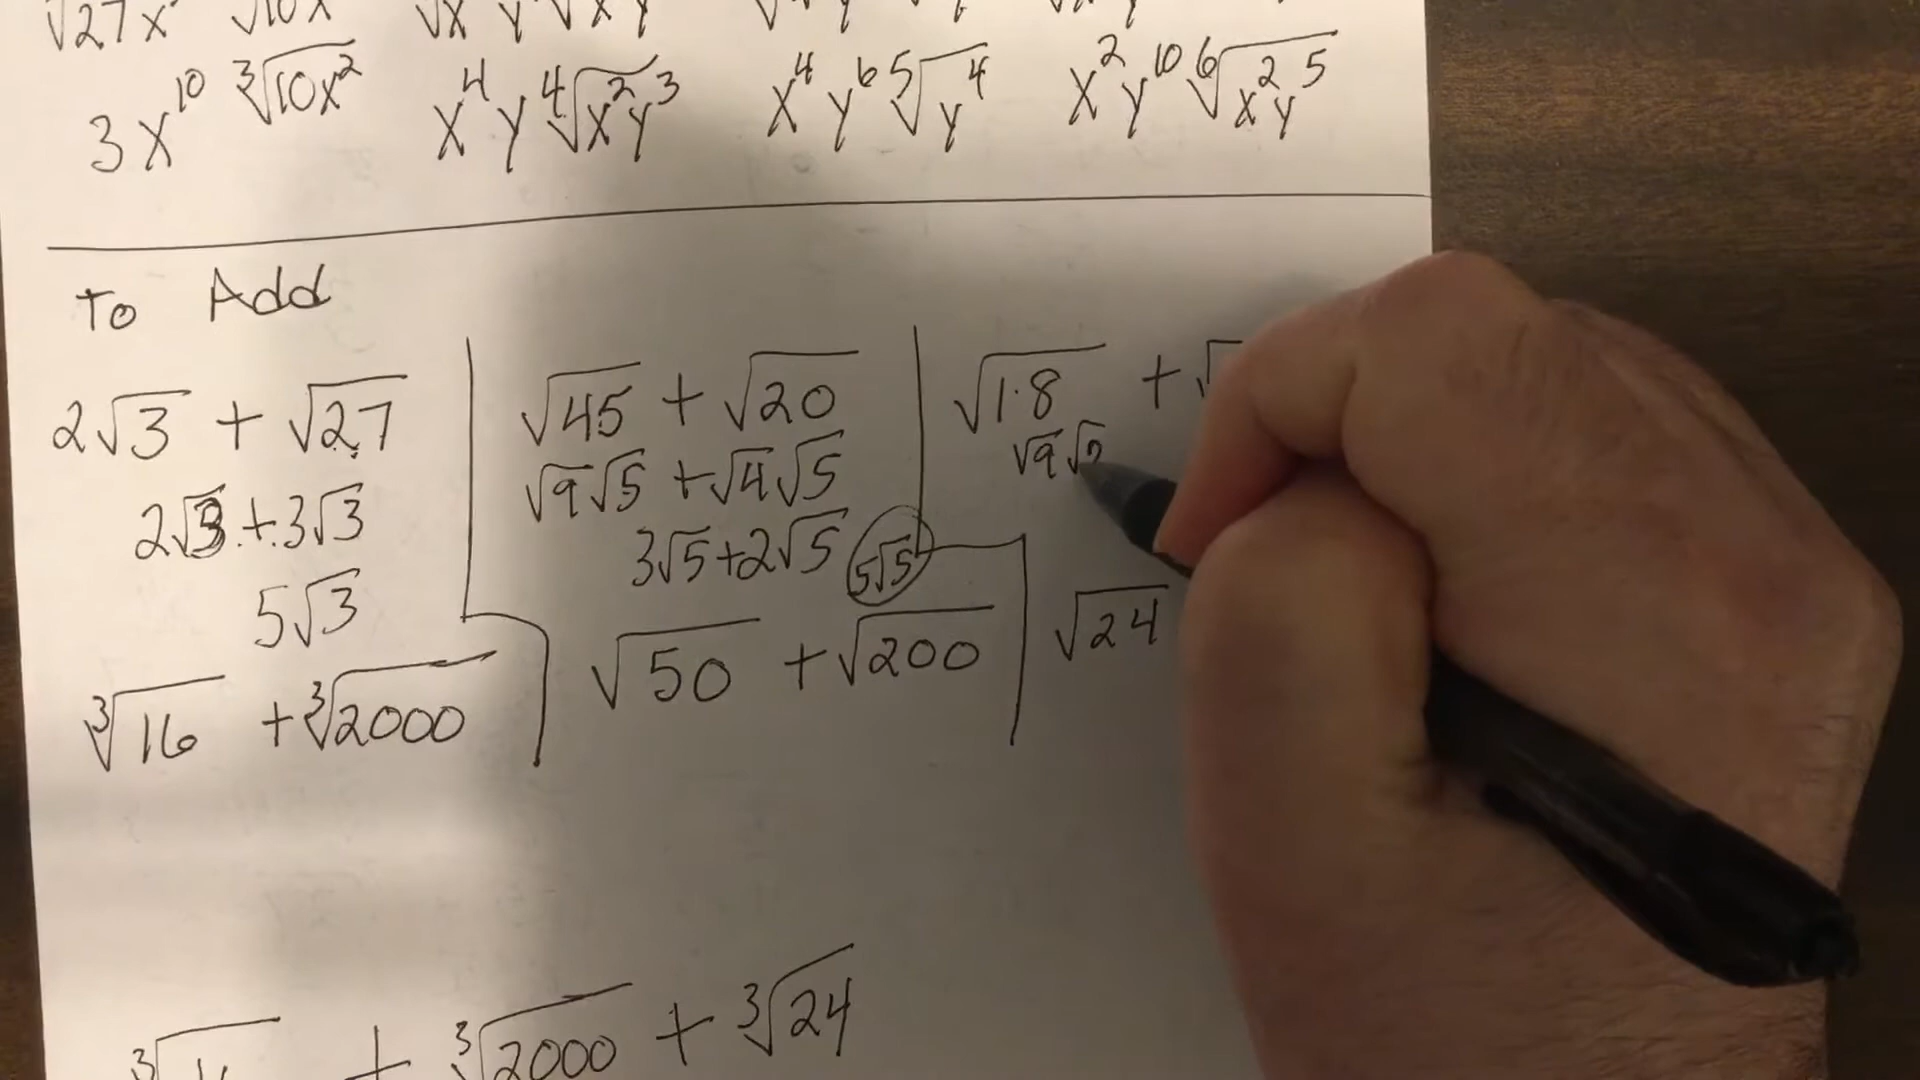 √27x √10x
3x¹⁰ ∛(10x²) x⁴y ∜(x²y³) x⁴y⁶ ⁵√(y⁴) x²y¹⁰ ⁶√(x²y⁵)
To Add
2√3 + √27
2√3 + 3√3
5√3
√45 + √20
√9√5 + √4√5
3√5+2√5 5√5
√1·8 + √
√9√2
∛16 + ∛2000
√50 + √200
√24
∛2000 + ∛24